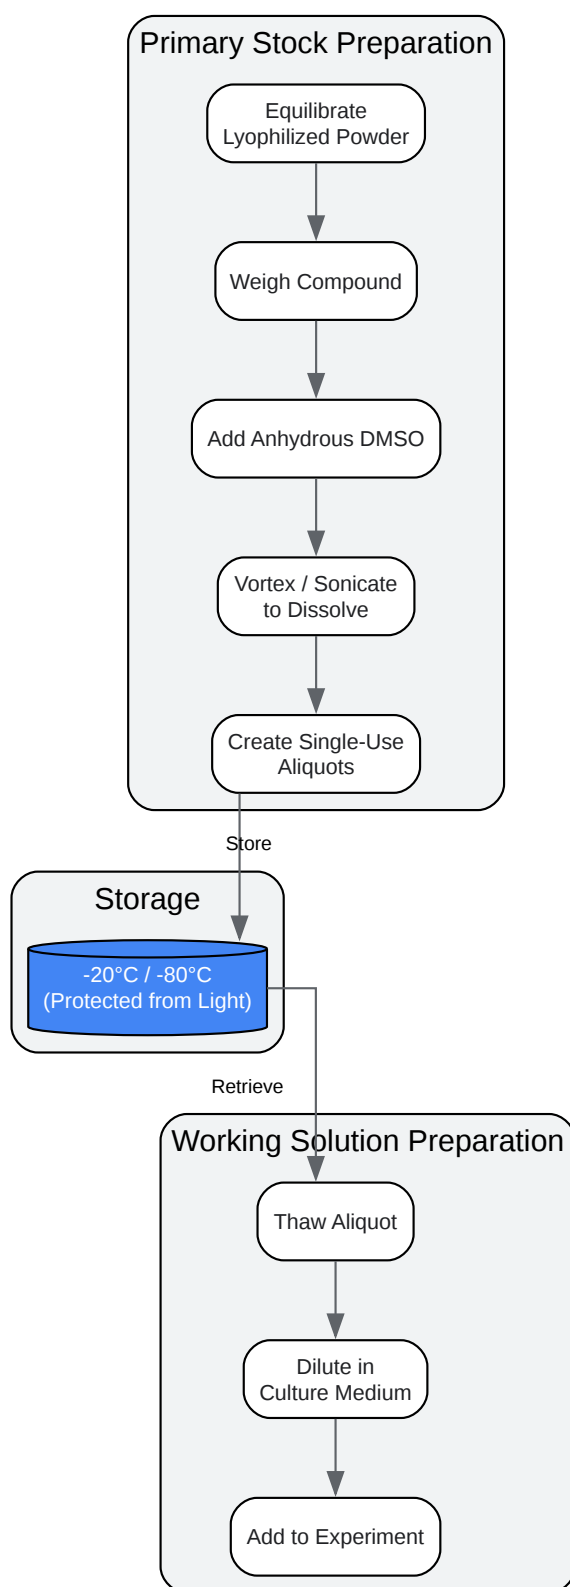 Primary Stock Preparation
Equilibrate
Lyophilized Powder
Weigh Compound
Add Anhydrous DMSO
Vortex / Sonicate
to Dissolve
Create Single-Use
Aliquots
Store
Storage
-20°C / -80°C
(Protected from Light)
Retrieve
Working Solution Preparation
Thaw Aliquot
Dilute in
Culture Medium
Add to Experiment